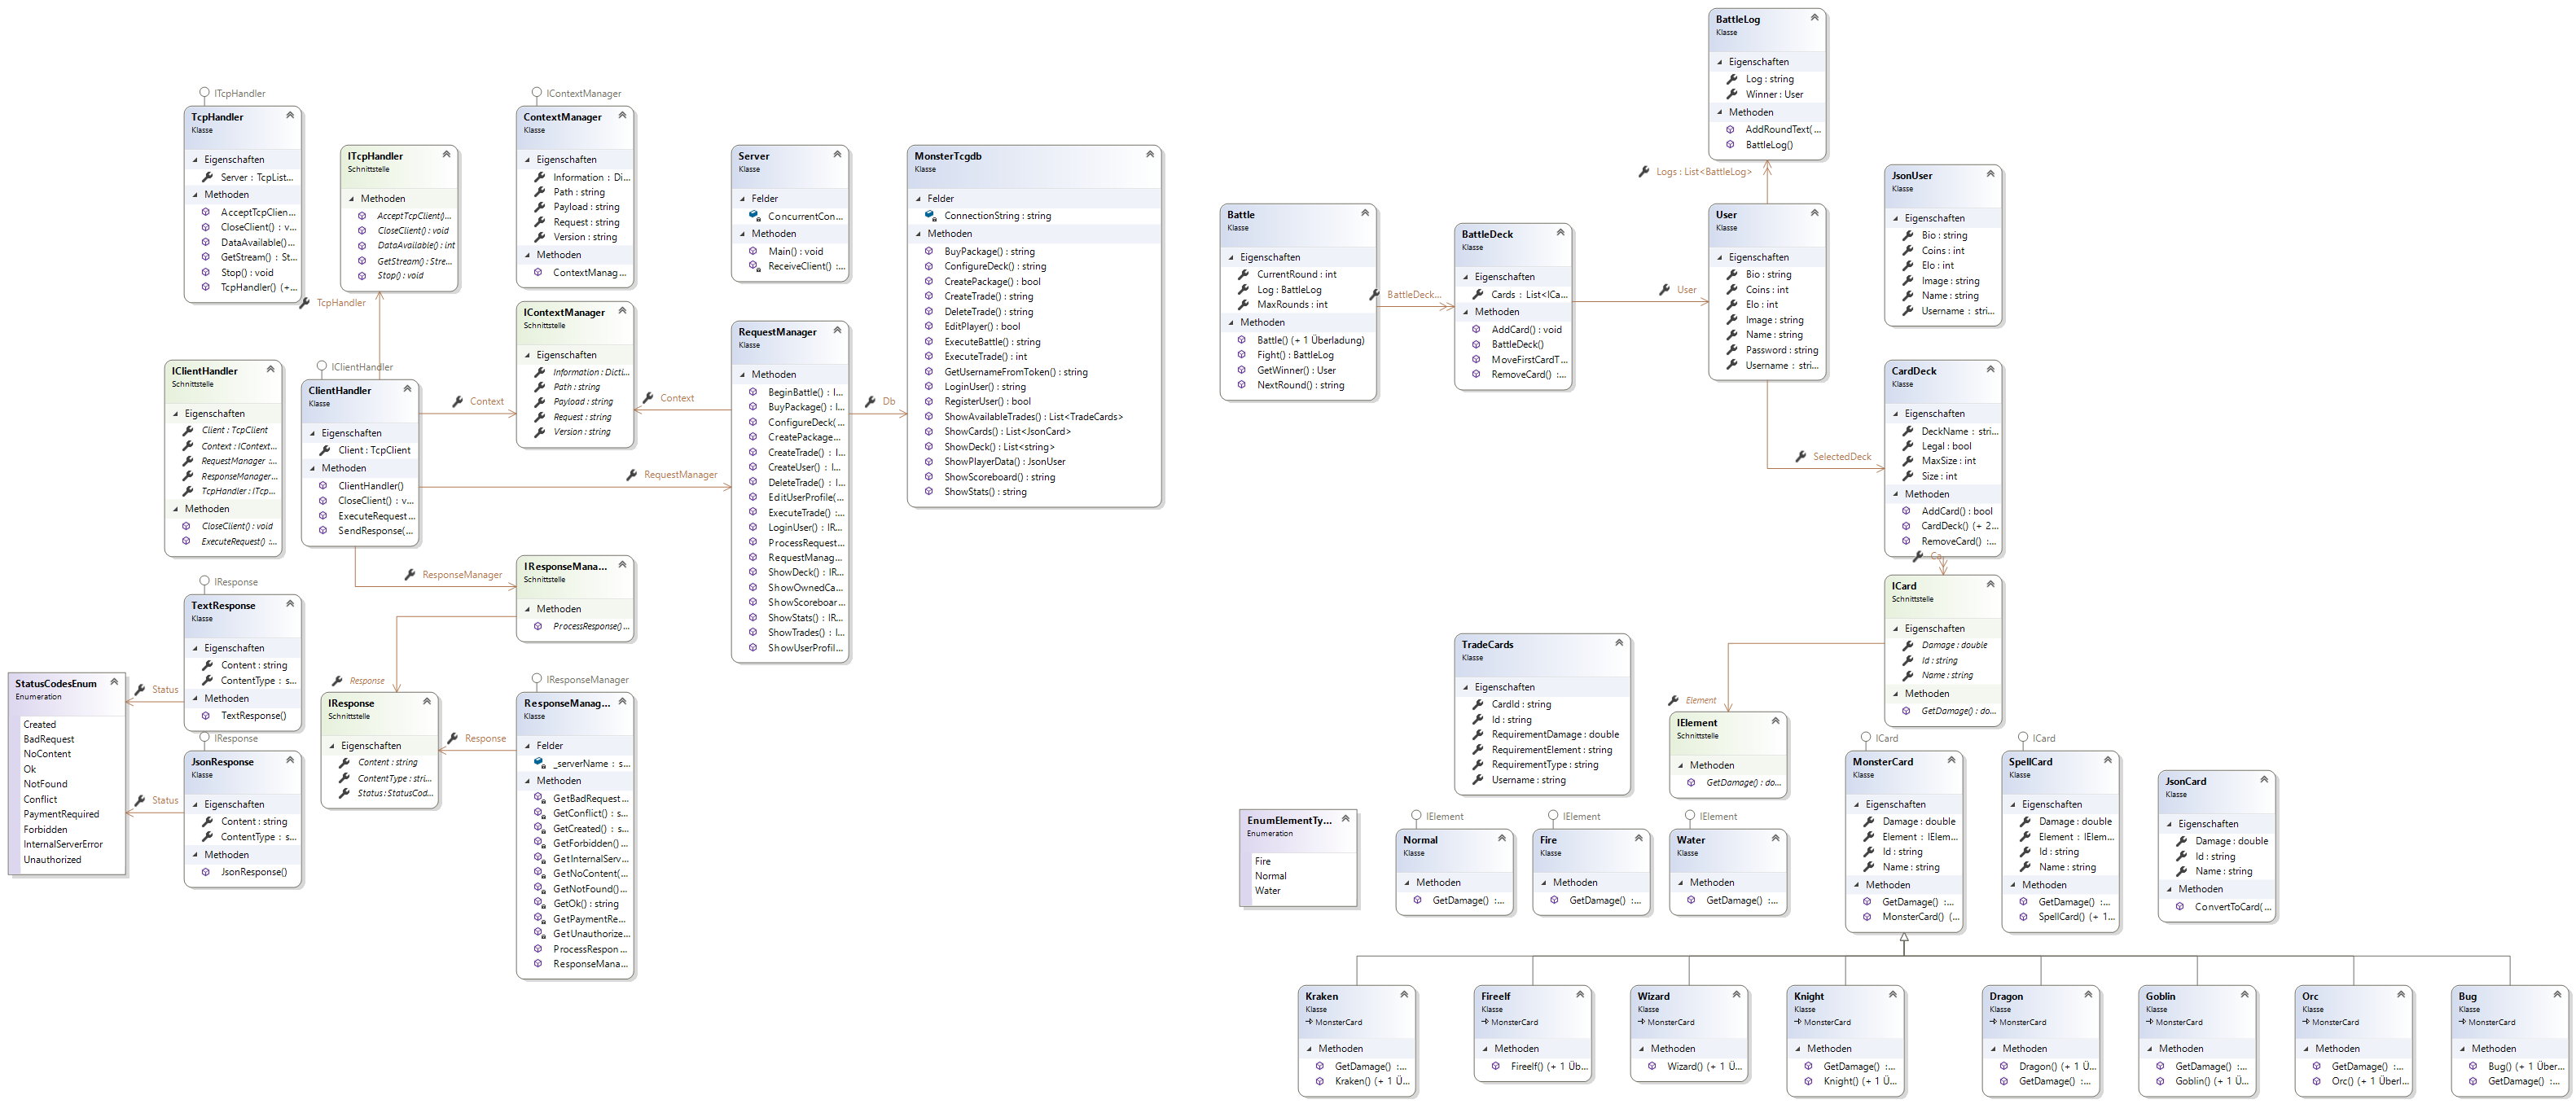 ITcpHandler
TcpHandler
Klasse
Eigenschaften
Server : TcpList...
Methoden
AcceptTcpClien...
CloseClient() : v...
DataAvailable()...
GetStream() : St...
Stop() : void
TcpHandler() (+...
ITcpHandler
Schnittstelle
Methoden
AcceptTcpClient()...
CloseClient() : void
DataAvailable() : int
GetStream() : Stre...
Stop() : void
TcpHandler
IContextManager
ContextManager
Klasse
Eigenschaften
Information : Di...
Path : string
Payload : string
Request : string
Version : string
Methoden
ContextManag...
IContextManager
Schnittstelle
Eigenschaften
Information : Dicti...
Path : string
Payload : string
Request : string
Version : string
Server
Klasse
Felder
ConcurrentCon...
Methoden
Main() : void
ReceiveClient() :...
MonsterTcgdb
Klasse
Felder
ConnectionString : string
Methoden
BuyPackage() : string
ConfigureDeck() : string
CreatePackage() : bool
CreateTrade() : string
DeleteTrade() : string
EditPlayer() : bool
ExecuteBattle() : string
ExecuteTrade() : int
GetUsernameFromToken() : string
LoginUser() : string
RegisterUser() : bool
ShowAvailableTrades() : List<TradeCards>
ShowCards() : List<JsonCard>
ShowDeck() : List<string>
ShowPlayerData() : JsonUser
ShowScoreboard() : string
ShowStats() : string
IClientHandler
Schnittstelle
Eigenschaften
Client : TcpClient
Context : IContext...
RequestManager :...
ResponseManager...
TcpHandler : ITcp...
Methoden
CloseClient() : void
ExecuteRequest() :...
IClientHandler
ClientHandler
Klasse
Eigenschaften
Client : TcpClient
Methoden
ClientHandler()
CloseClient() : v...
ExecuteRequest...
SendResponse(...
Context
Context
RequestManager
ResponseManager
Db
RequestManager
Klasse
Methoden
BeginBattle() : I...
BuyPackage() : I...
ConfigureDeck(...
CreatePackage...
CreateTrade() : I...
CreateUser() : I...
DeleteTrade() : I...
EditUserProfile(...
ExecuteTrade() :...
LoginUser() : IR...
ProcessRequest...
RequestManag...
ShowDeck() : IR...
ShowOwnedCa...
ShowScoreboar...
ShowStats() : IR...
ShowTrades() : I...
ShowUserProfil...
IResponseMana...
Schnittstelle
Methoden
ProcessResponse()...
IResponse
TextResponse
Klasse
Eigenschaften
Content : string
ContentType : s...
Methoden
TextResponse()
StatusCodesEnum
Enumeration
Created
BadRequest
NoContent
Ok
NotFound
Conflict
PaymentRequired
Forbidden
InternalServerError
Unauthorized
Status
Status
IResponse
JsonResponse
Klasse
Eigenschaften
Content : string
ContentType : s...
Methoden
JsonResponse()
Response
IResponse
Schnittstelle
Eigenschaften
Content : string
ContentType : stri...
Status : StatusCod...
Response
IResponseManager
ResponseManag...
Klasse
Felder
_serverName : s...
Methoden
GetBadRequest...
GetConflict() : s...
GetCreated() : s...
GetForbidden()...
GetInternalServ...
GetNoContent(...
GetNotFound()...
GetOk() : string
GetPaymentRe...
GetUnauthorize...
ProcessRespon...
ResponseMana...
BattleLog
Klasse
Eigenschaften
Log : string
Winner : User
Methoden
AddRoundText(...
BattleLog()
Logs : List<BattleLog>
Battle
Klasse
Eigenschaften
CurrentRound : int
Log : BattleLog
MaxRounds : int
Methoden
Battle() (+ 1 Überladung)
Fight() : BattleLog
GetWinner() : User
NextRound() : string
BattleDeck...
BattleDeck
Klasse
Eigenschaften
Cards : List<ICa...
Methoden
AddCard() : void
BattleDeck()
MoveFirstCardT...
RemoveCard() :...
User
User
Klasse
Eigenschaften
Bio : string
Coins : int
Elo : int
Image : string
Name : string
Password : string
Username : stri...
JsonUser
Klasse
Eigenschaften
Bio : string
Coins : int
Elo : int
Image : string
Name : string
Username : stri...
SelectedDeck
CardDeck
Klasse
Eigenschaften
DeckName : stri...
Legal : bool
MaxSize : int
Size : int
Methoden
AddCard() : bool
CardDeck() (+ 2...
RemoveCard() :...
Ca
ICard
Schnittstelle
Eigenschaften
Damage : double
Id : string
Name : string
Methoden
GetDamage() : do...
TradeCards
Klasse
Eigenschaften
CardId : string
Id : string
RequirementDamage : double
RequirementElement : string
RequirementType : string
Username : string
Element
IElement
Schnittstelle
Methoden
GetDamage() : do...
EnumElementTy...
Enumeration
Fire
Normal
Water
IElement
Normal
Klasse
Methoden
GetDamage() :...
IElement
Fire
Klasse
Methoden
GetDamage() :...
IElement
Water
Klasse
Methoden
GetDamage() :...
ICard
MonsterCard
Klasse
Eigenschaften
Damage : double
Element : IElem...
Id : string
Name : string
Methoden
GetDamage() :...
MonsterCard() (...
ICard
SpellCard
Klasse
Eigenschaften
Damage : double
Element : IElem...
Id : string
Name : string
Methoden
GetDamage() :...
SpellCard() (+ 1...
JsonCard
Klasse
Eigenschaften
Damage : double
Id : string
Name : string
Methoden
ConvertToCard(...
Kraken
Klasse
MonsterCard
Methoden
GetDamage() :...
Kraken() (+ 1 Ü...
Fireelf
Klasse
MonsterCard
Methoden
Fireelf() (+ 1 Üb...
Wizard
Klasse
MonsterCard
Methoden
Wizard() (+ 1 Ü...
Knight
Klasse
MonsterCard
Methoden
GetDamage() :...
Knight() (+ 1 Ü...
Dragon
Klasse
MonsterCard
Methoden
Dragon() (+ 1 Ü...
GetDamage() :...
Goblin
Klasse
MonsterCard
Methoden
GetDamage() :...
Goblin() (+ 1 Ü...
Orc
Klasse
MonsterCard
Methoden
GetDamage() :...
Orc() (+ 1 Überl...
Bug
Klasse
MonsterCard
Methoden
Bug() (+ 1 Über...
GetDamage() :...